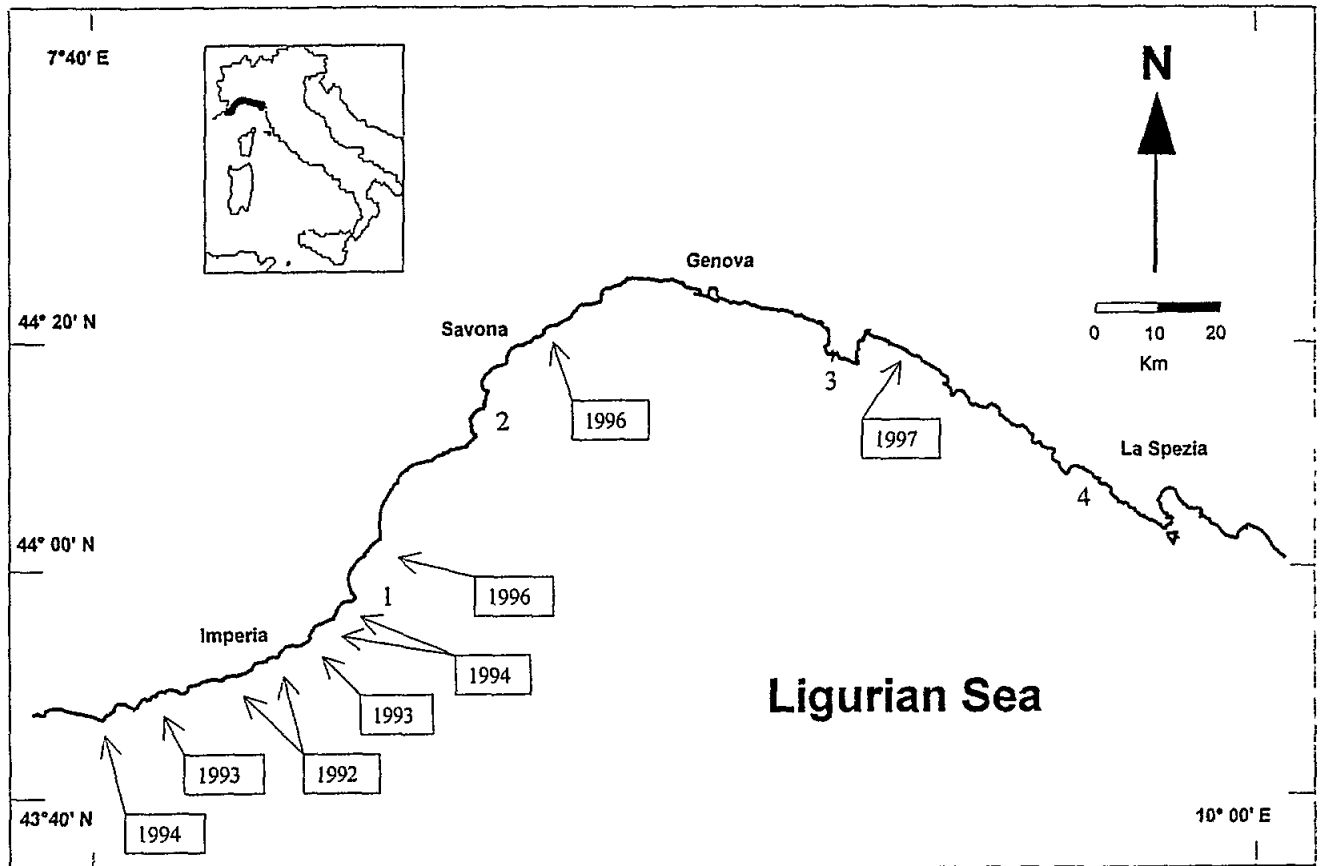 7°40' E
N
Genova
44° 20' N
Savona
0 10 20
Km
3
1996
2
1997
La Spezia
4
44° 00' N
1996
1
Imperia
1994
Ligurian Sea
1993
1993
1992
43°40' N
10° 00' E
1994